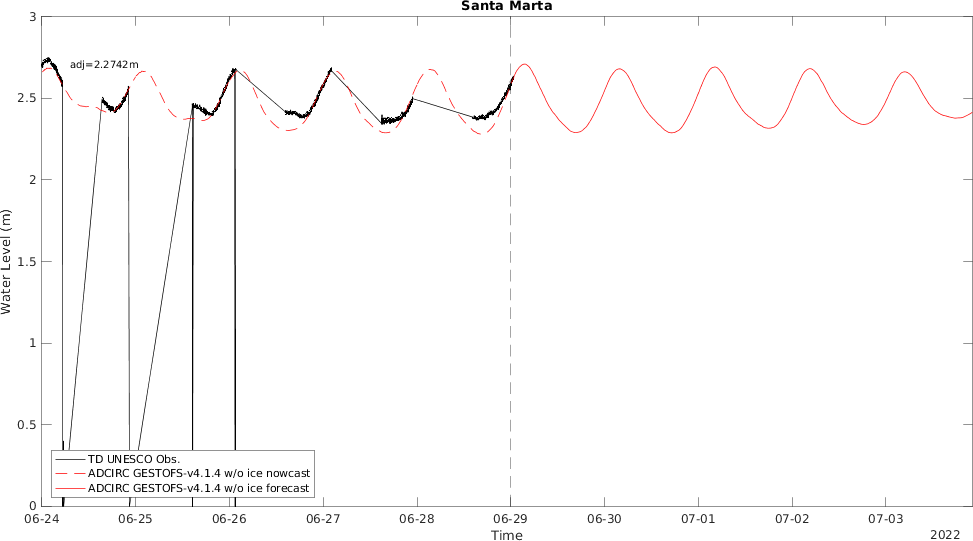 Santa Marta
3
adj=2.2742m
2.5
2
1.5
1
0.5
0
Water Level (m)
TD UNESCO Obs.
ADCIRC GESTOFS-v4.1.4 w/o ice nowcast
ADCIRC GESTOFS-v4.1.4 w/o ice forecast
06-24 06-25 06-26 06-27 06-28 06-29 06-30 07-01 07-02 07-03
Time
2022